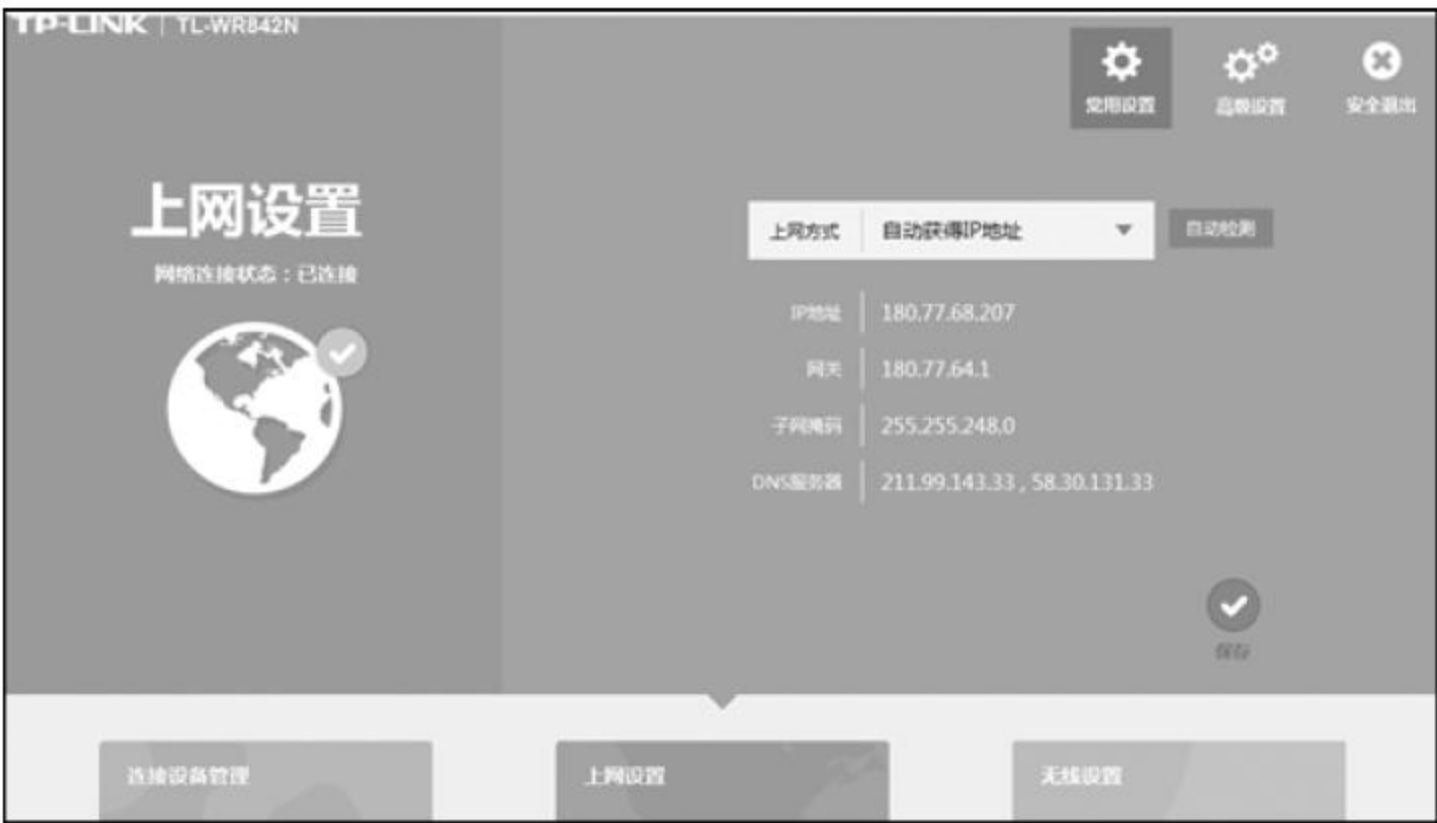 TP-LINK | TL-WR842N
常用设置
高级设置
安全退出
上网设置
网络连接状态：已连接
上网方式 自动获得IP地址 自动检测
IP地址 180.77.68.207
网关 180.77.64.1
子网掩码 255.255.248.0
DNS服务器 211.99.143.33 , 58.30.131.33
保存
连接设备管理
上网设置
无线设置